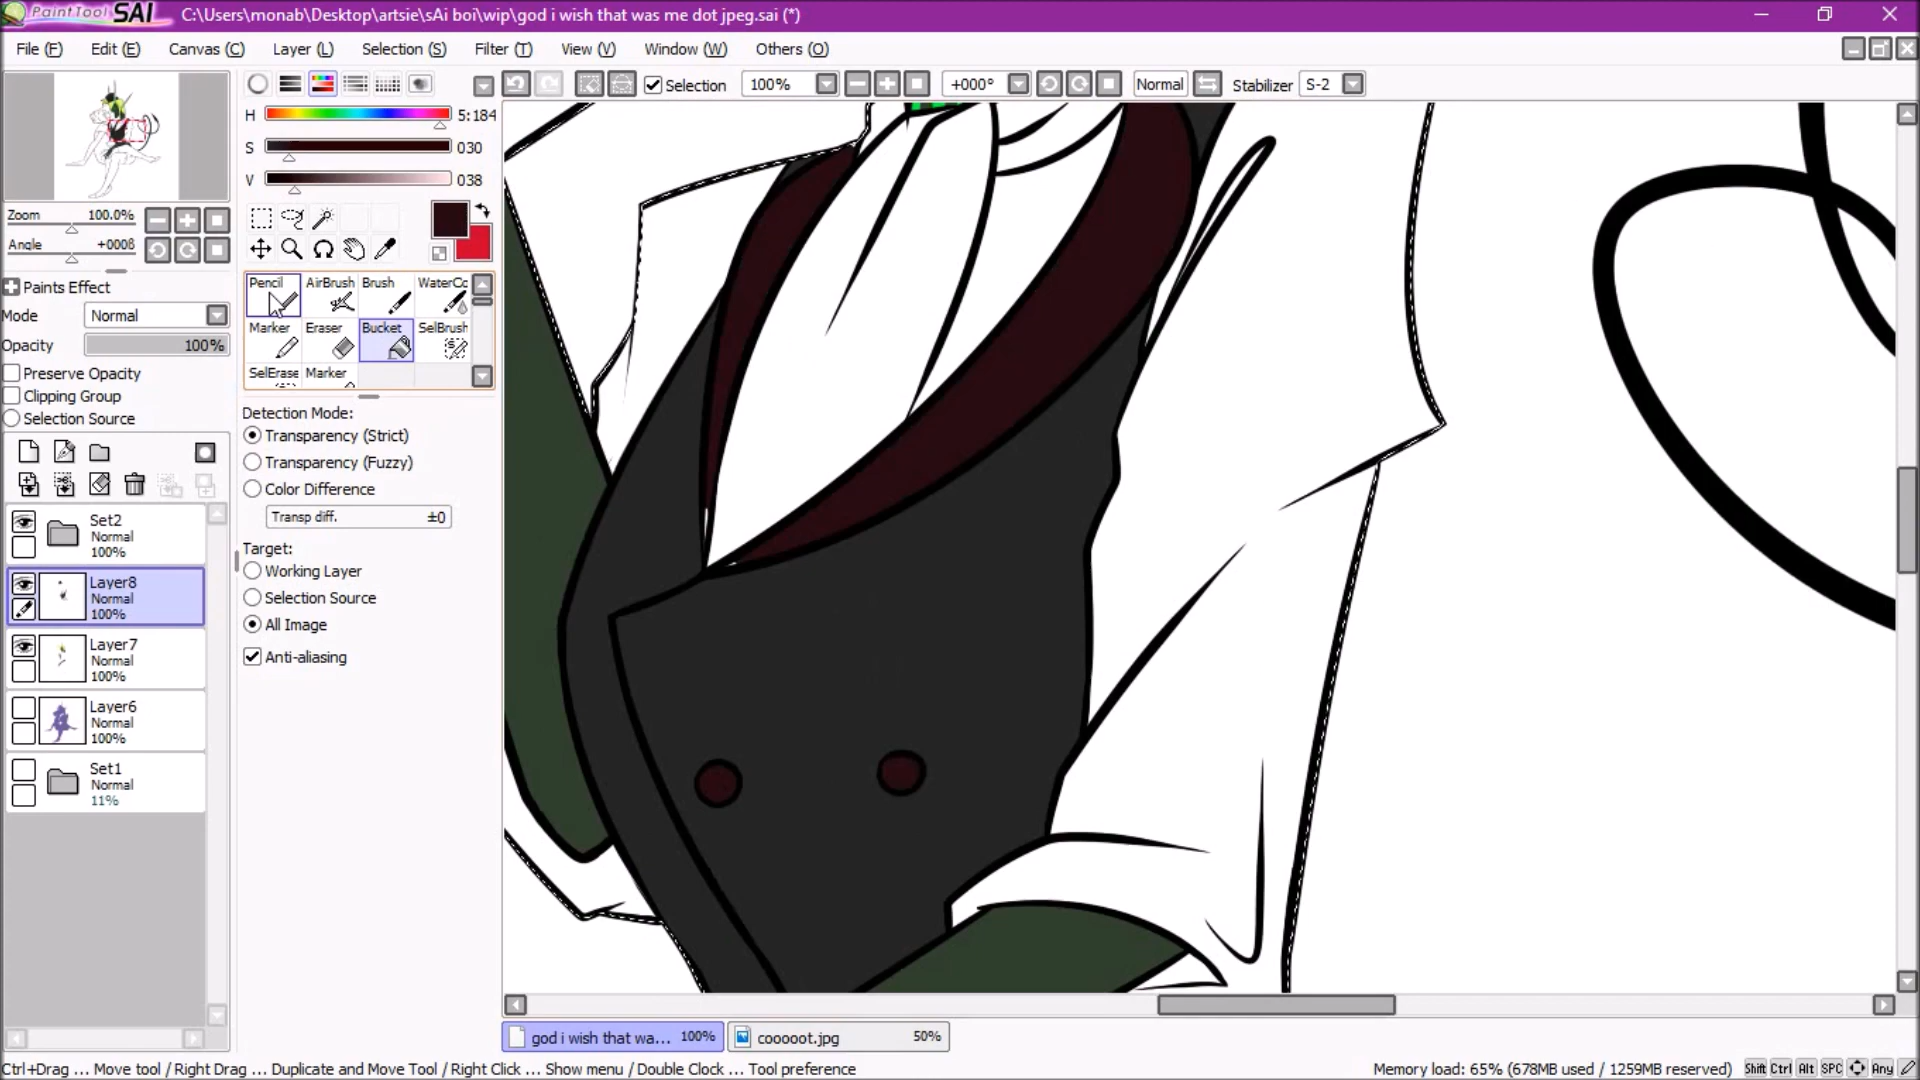 PaintTool SAI C:\Users\monab\Desktop\artsie\sAi boi\wip\god i wish that was me dot jpeg.sai (*)
File (F) Edit (E) Canvas (C) Layer (L) Selection (S) Filter (T) View (V) Window (W) Others (O)
Selection 100% +000° Normal Stabilizer S-2
H 5:184
S 030
V 038
Zoom 100.0%
Angle +000ß
Paints Effect
Mode Normal
Opacity 100%
Preserve Opacity
Clipping Group
Selection Source
Pencil AirBrush Brush WaterCo
Marker Eraser Bucket SelBrush
SelErase Marker
Detection Mode:
Transparency (Strict)
Transparency (Fuzzy)
Color Difference
Transp diff. ±0
Target:
Working Layer
Selection Source
All Image
Anti-aliasing
Set2
Normal
100%
Layer8
Normal
100%
Layer7
Normal
100%
Layer6
Normal
100%
Set1
Normal
11%
god i wish that wa... 100% cooooot.jpg 50%
Ctrl+Drag ... Move tool / Right Drag ... Duplicate and Move Tool / Right Click ... Show menu / Double Clock ... Tool preference Memory load: 65% (678MB used / 1259MB reserved) Shift Ctrl Alt SPC Any